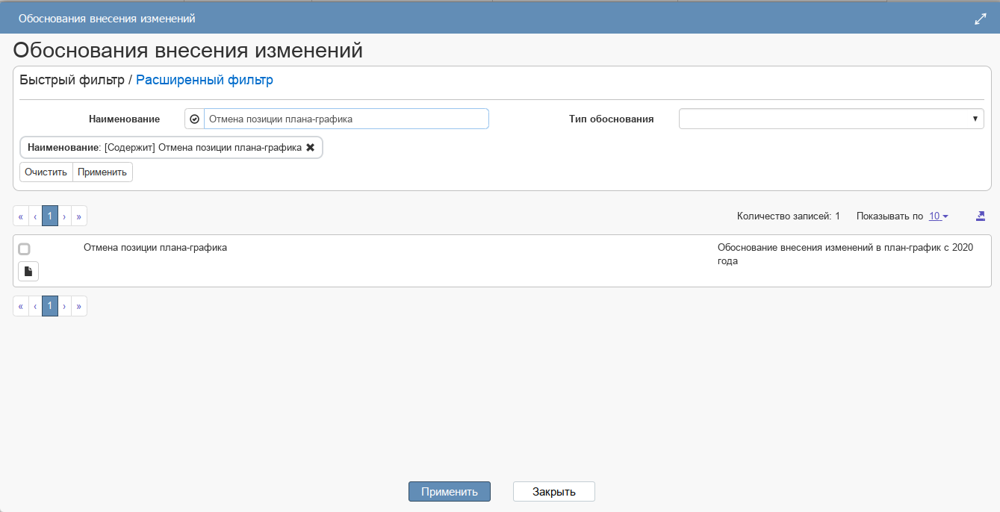 Обоснования внесения изменений
Обоснования внесения изменений
Быстрый фильтр / Расширенный фильтр
Наименование Отмена позиции плана-графика Тип обоснования
Наименование: [Содержит] Отмена позиции плана-графика ✖
Очистить Применить
« ‹ 1 › » Количество записей: 1 Показывать по 10
Отмена позиции плана-графика Обоснование внесения изменений в план-график с 2020
года
« ‹ 1 › »
Применить Закрыть